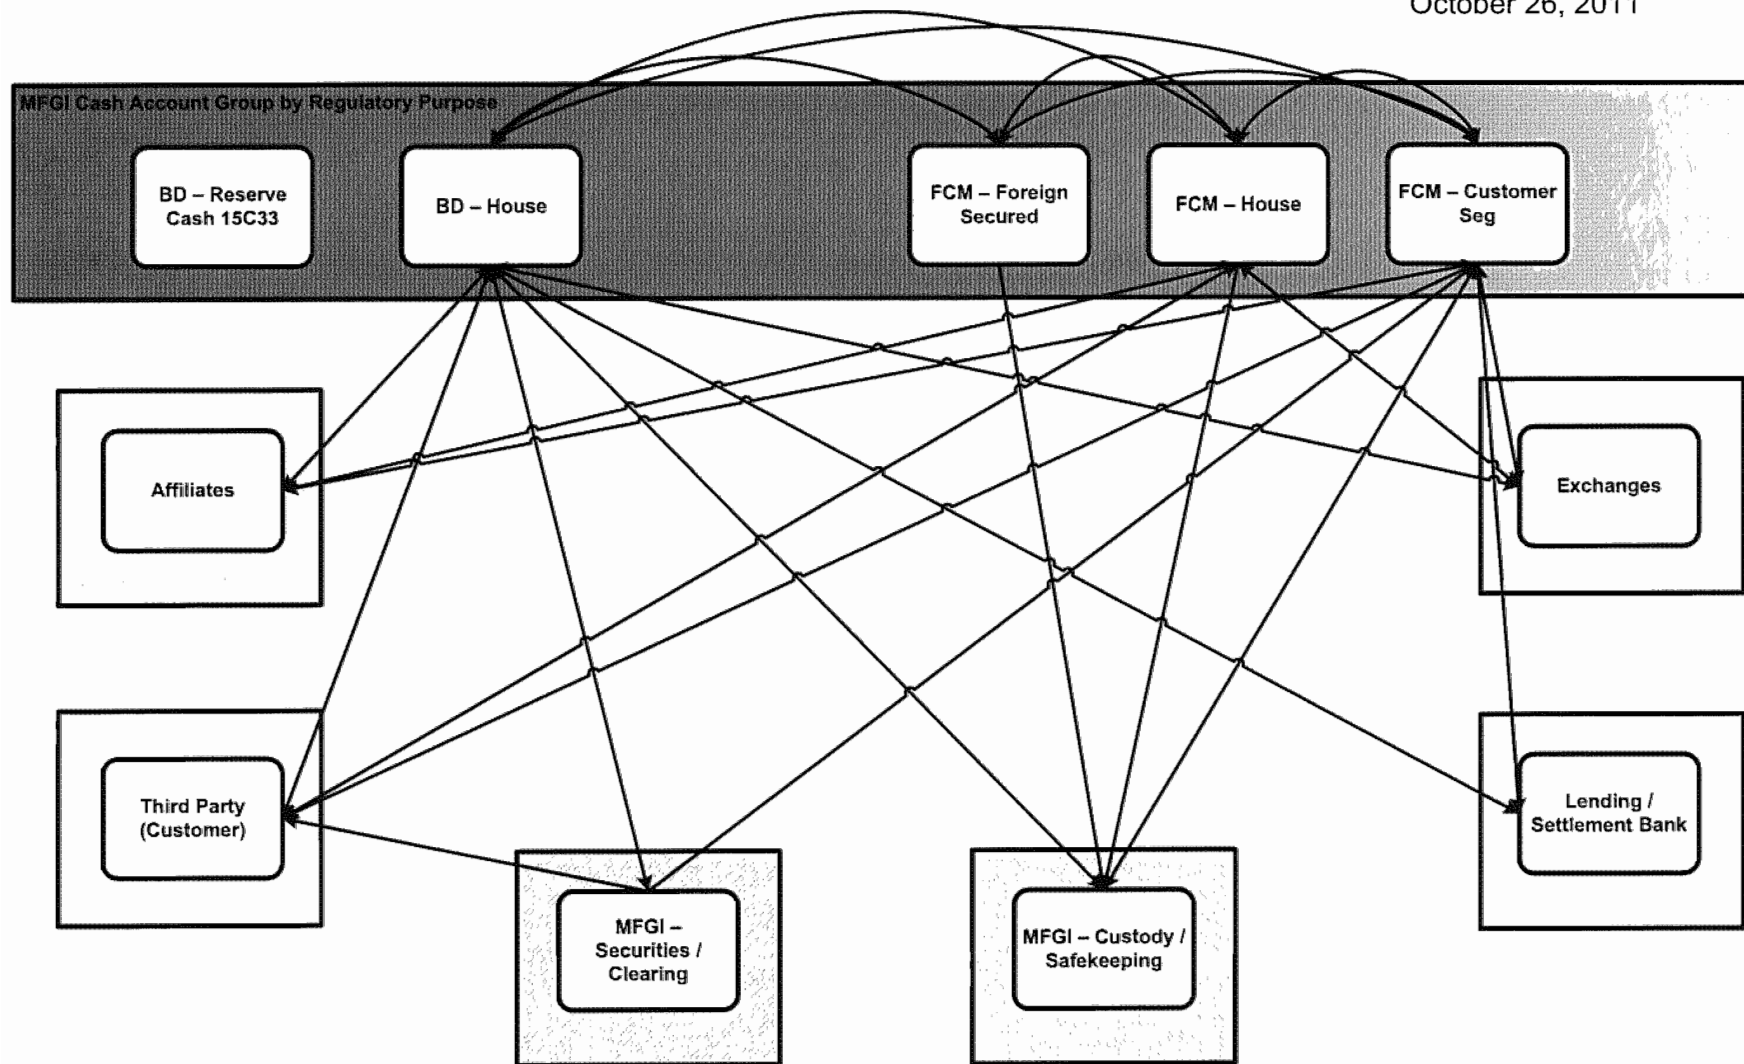 October 26, 2011
MFGI Cash Account Group by Regulatory Purpose
BD – Reserve
Cash 15C33
BD – House
FCM – Foreign
Secured
FCM – House
FCM – Customer
Seg
Affiliates
Exchanges
Third Party
(Customer)
Lending /
Settlement Bank
MFGI –
Securities /
Clearing
MFGI – Custody /
Safekeeping